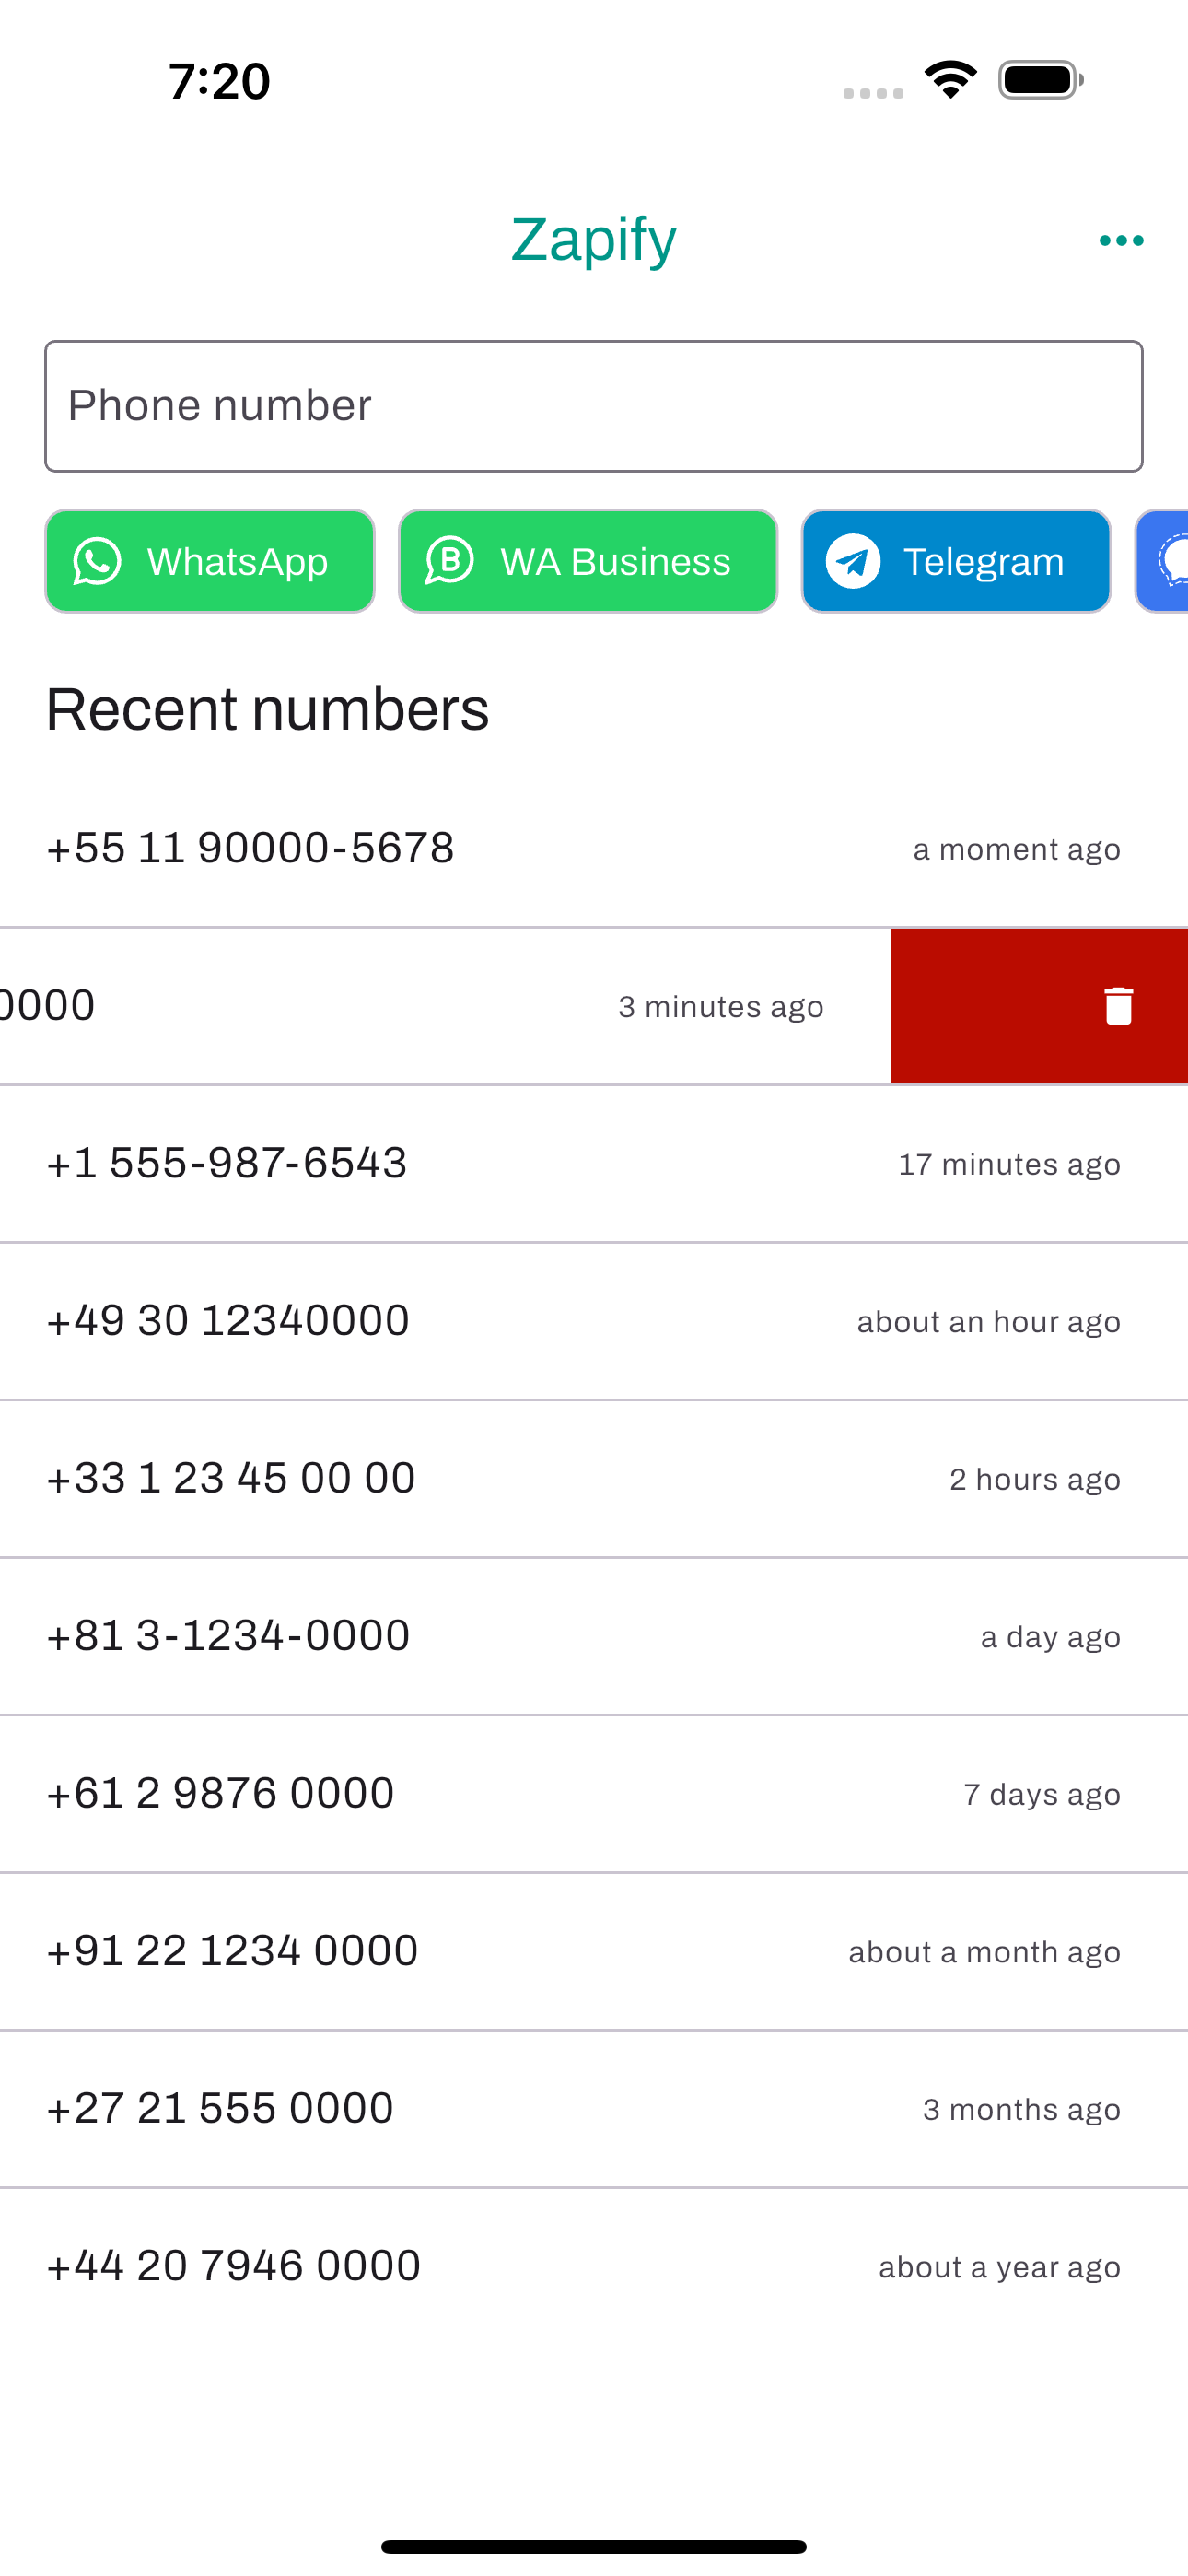 7:20
Zapify
Phone number
WhatsApp WA Business Telegram
Recent numbers
+55 11 90000-5678 a moment ago
0000 3 minutes ago
+1 555-987-6543 17 minutes ago
+49 30 12340000 about an hour ago
+33 1 23 45 00 00 2 hours ago
+81 3-1234-0000 a day ago
+61 2 9876 0000 7 days ago
+91 22 1234 0000 about a month ago
+27 21 555 0000 3 months ago
+44 20 7946 0000 about a year ago